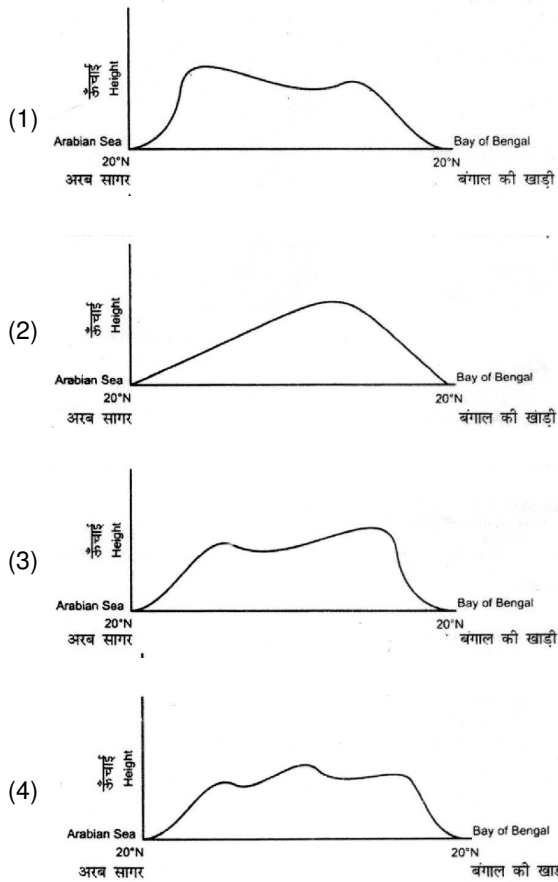 (1)
ऊँचाई
Height
Arabian Sea
Bay of Bengal
20°N
20°N
अरब सागर
बंगाल की खाड़ी
(2)
ऊँचाई
Height
Arabian Sea
Bay of Bengal
20°N
20°N
अरब सागर
बंगाल की खाड़ी
(3)
ऊँचाई
Height
Arabian Sea
Bay of Bengal
20°N
20°N
अरब सागर
बंगाल की खाड़ी
(4)
ऊँचाई
Height
Arabian Sea
Bay of Bengal
20°N
20°N
अरब सागर
बंगाल की खाड़